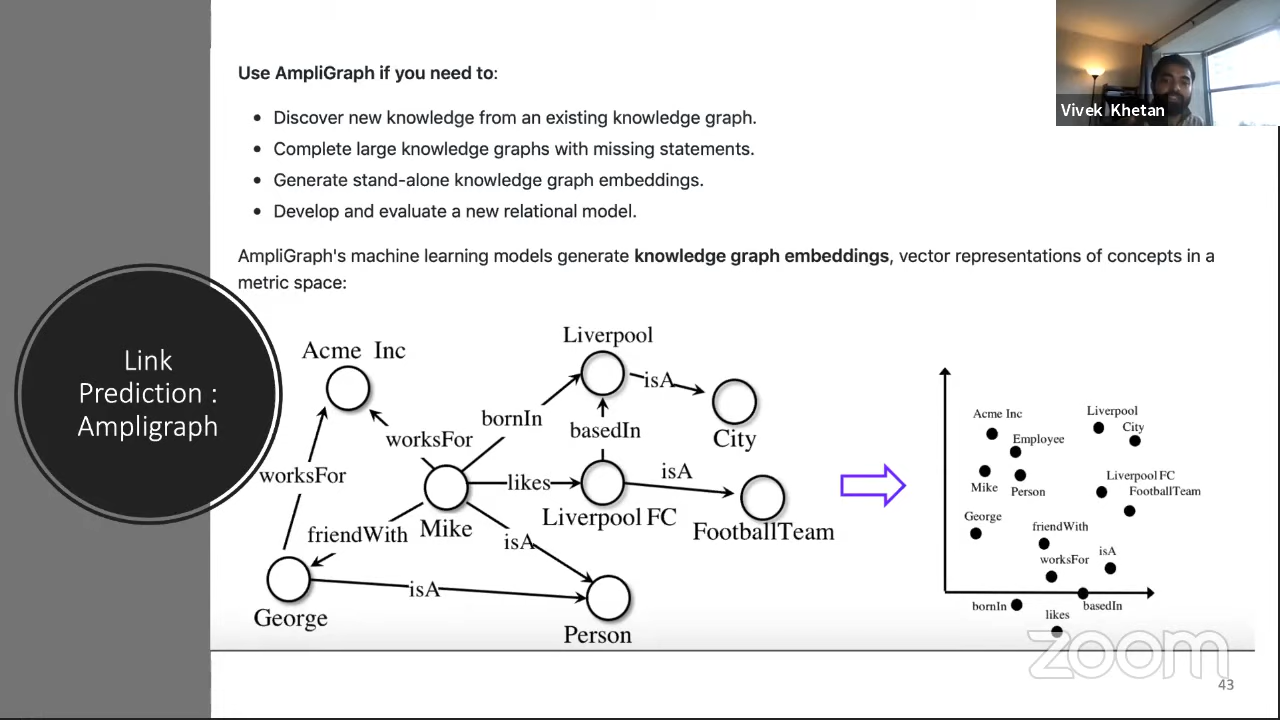 Vivek Khetan
Use AmpliGraph if you need to:
• Discover new knowledge from an existing knowledge graph.
• Complete large knowledge graphs with missing statements.
• Generate stand-alone knowledge graph embeddings.
• Develop and evaluate a new relational model.
AmpliGraph's machine learning models generate knowledge graph embeddings, vector representations of concepts in a
metric space:
Link
Prediction :
Ampligraph
Acme Inc
Liverpool
isA
City
bornIn
basedIn
worksFor
worksFor
likes
isA
Liverpool FC
FootballTeam
friendWith
Mike
isA
isA
George
Person
Acme Inc
Liverpool
City
Employee
Mike
Person
Liverpool FC
FootballTeam
George
friendWith
worksFor
isA
bornIn
basedIn
likes
zoom
43